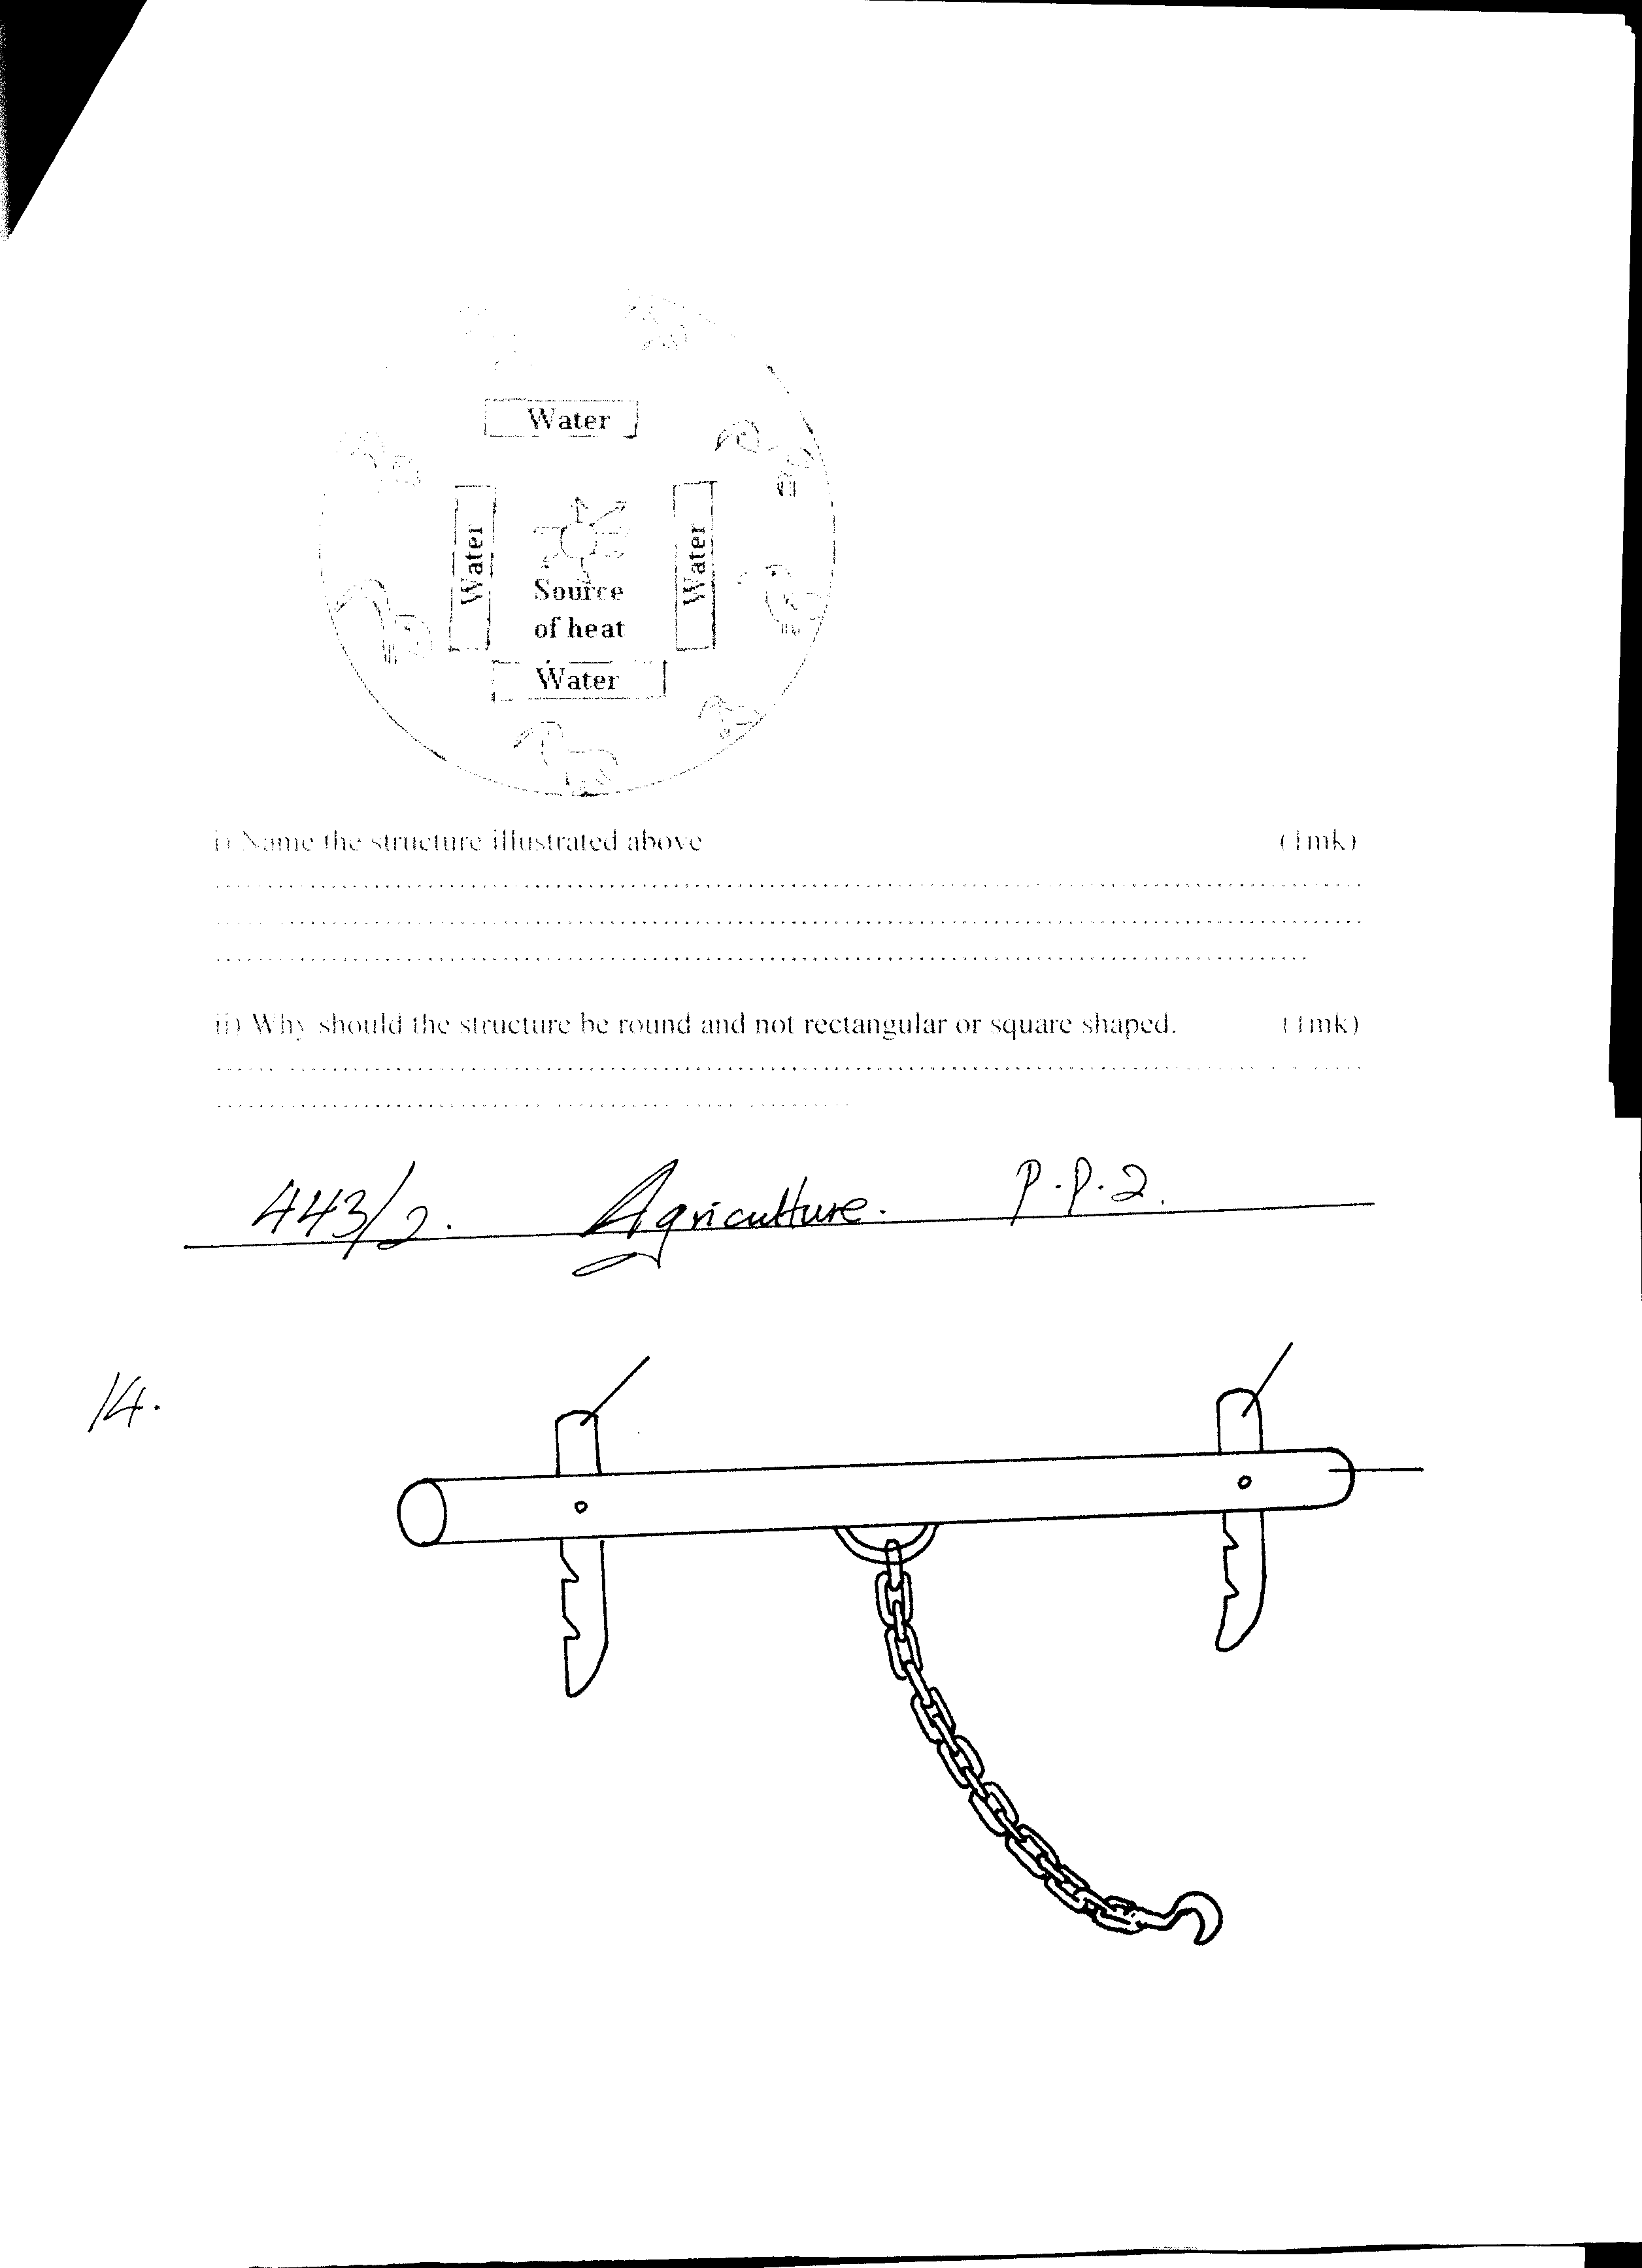 Water
Water
Water
Source
of heat
Water
i) Name the structure illustrated above (1mk)
ii) Why should the structure be round and not rectangular or square shaped. (1mk)
443/2. Agriculture. P.P.2.
14.